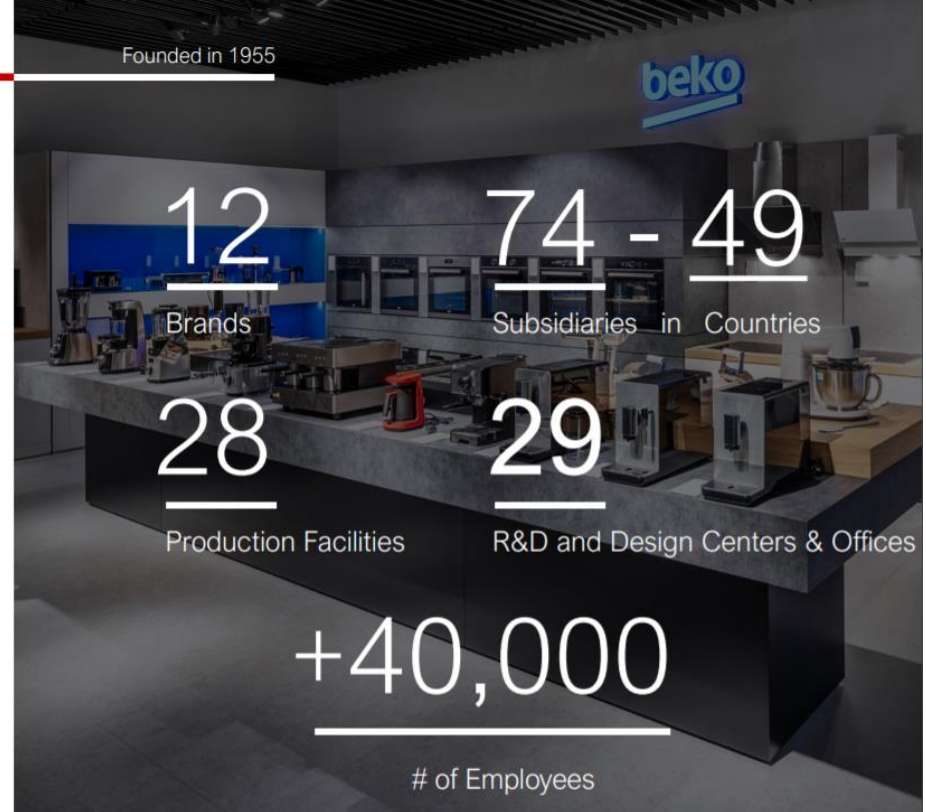 Founded in 1955
beko
12
74 - 49
Brands
Subsidiaries in Countries
28
29
Production Facilities
R&D and Design Centers & Offices
+40,000
# of Employees